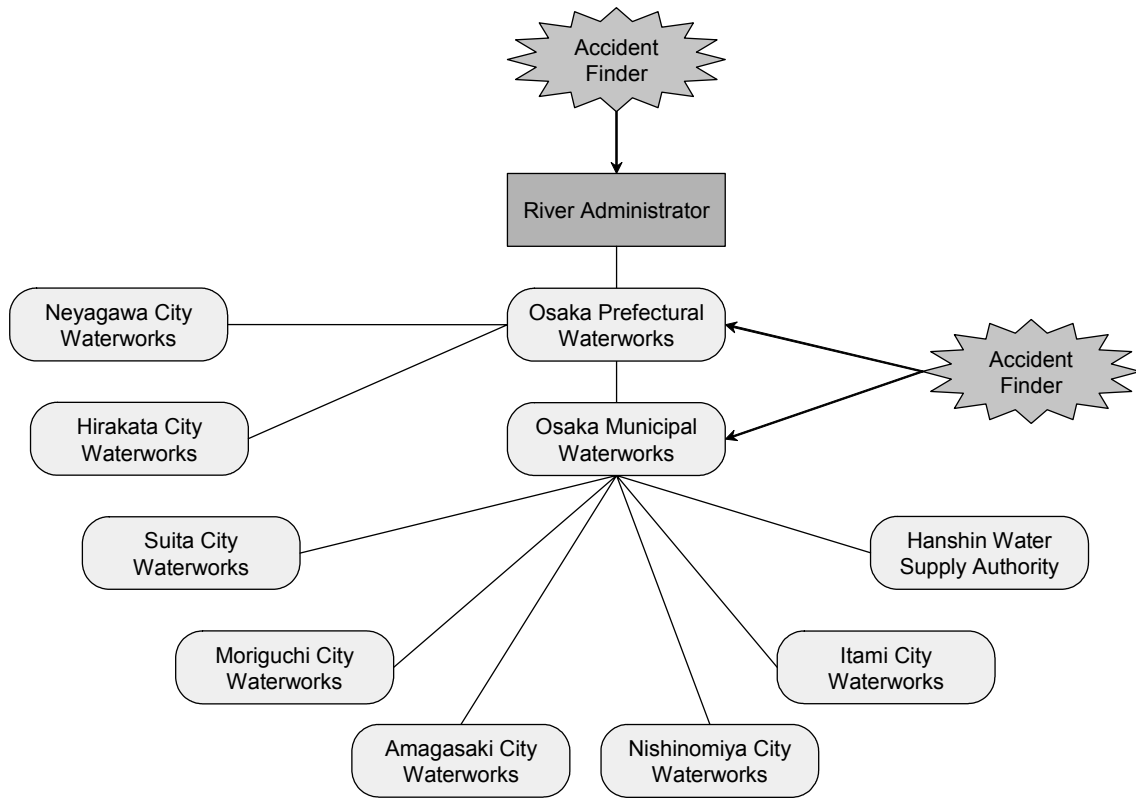 Accident
Finder
River Administrator
Neyagawa City
Waterworks
Osaka Prefectural
Waterworks
Accident
Finder
Hirakata City
Waterworks
Osaka Municipal
Waterworks
Suita City
Waterworks
Hanshin Water
Supply Authority
Moriguchi City
Waterworks
Itami City
Waterworks
Amagasaki City
Waterworks
Nishinomiya City
Waterworks